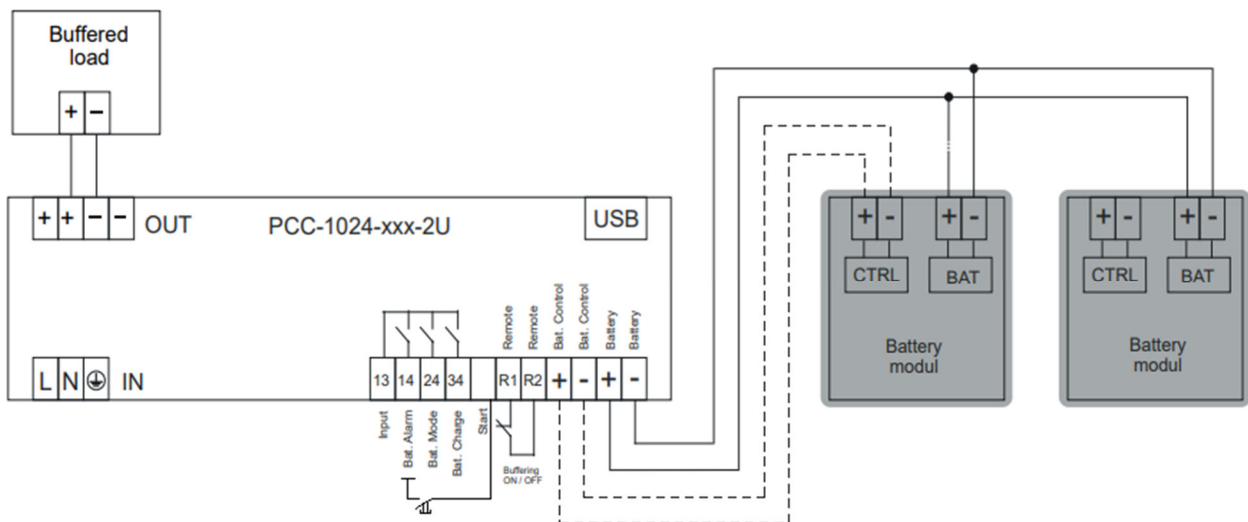 Buffered
load
+ -
+ + - - OUT
PCC-1024-xxx-2U
USB
L N IN
Remote
Remote
Bat. Control
Bat. Control
Battery
Battery
13 14 24 34 R1 R2 + - + -
Input
Bat. Alarm
Bat. Mode
Bat. Charge
Start
Buffering
ON / OFF
+ - + -
CTRL BAT
Battery
modul
+ - + -
CTRL BAT
Battery
modul